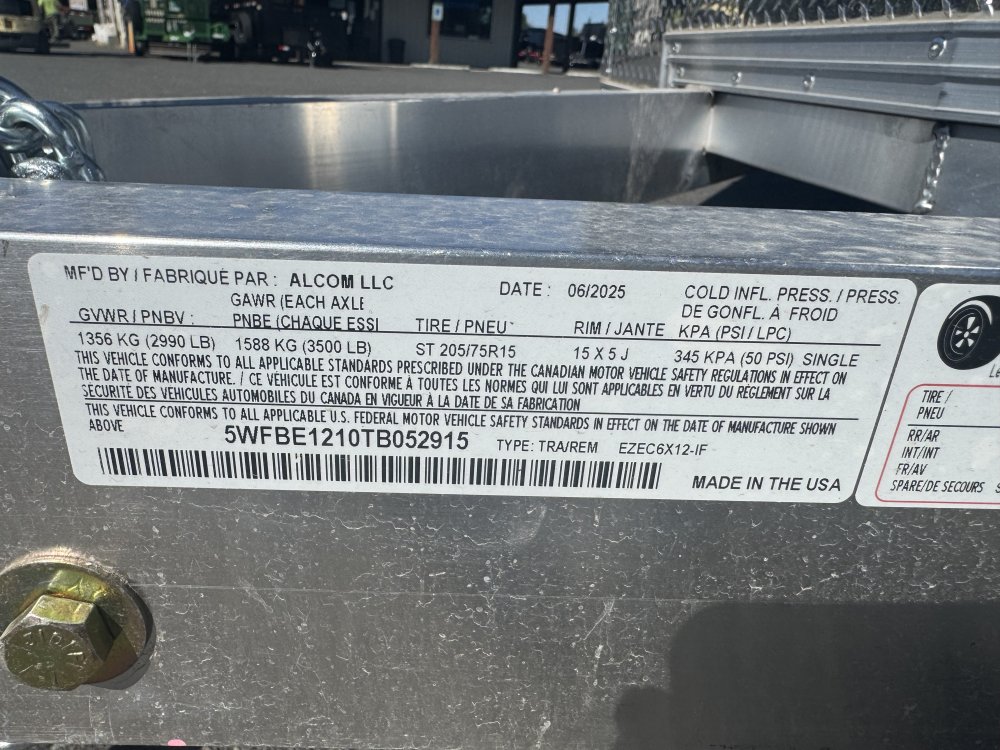 MF'D BY / FABRIQUÉ PAR : ALCOM LLC
DATE : 06/2025
COLD INFL. PRESS. / PRESS.
DE GONFL. À FROID
GAWR (EACH AXLE
GVWR / PNBV :
PNBE (CHAQUE ESSI
TIRE / PNEU
RIM / JANTE
KPA (PSI / LPC)
1356 KG (2990 LB)
1588 KG (3500 LB)
ST 205/75R15
15 X 5 J
345 KPA (50 PSI) SINGLE
THIS VEHICLE CONFORMS TO ALL APPLICABLE STANDARDS PRESCRIBED UNDER THE CANADIAN MOTOR VEHICLE SAFETY REGULATIONS IN EFFECT ON
THE DATE OF MANUFACTURE. / CE VÉHICULE EST CONFORME À TOUTES LES NORMES QUI LUI SONT APPLICABLES EN VERTU DU RÈGLEMENT SUR LA
SÉCURITÉ DES VÉHICULES AUTOMOBILES DU CANADA EN VIGUEUR À LA DATE DE SA FABRICATION
THIS VEHICLE CONFORMS TO ALL APPLICABLE U.S. FEDERAL MOTOR VEHICLE SAFETY STANDARDS IN EFFECT ON THE DATE OF MANUFACTURE SHOWN
ABOVE
5WFBE1210TB052915
TYPE: TRA/REM
EZEC6X12-IF
MADE IN THE USA
TIRE /
PNEU
RR/AR
INT/INT
FR/AV
SPARE/DE SECOURS